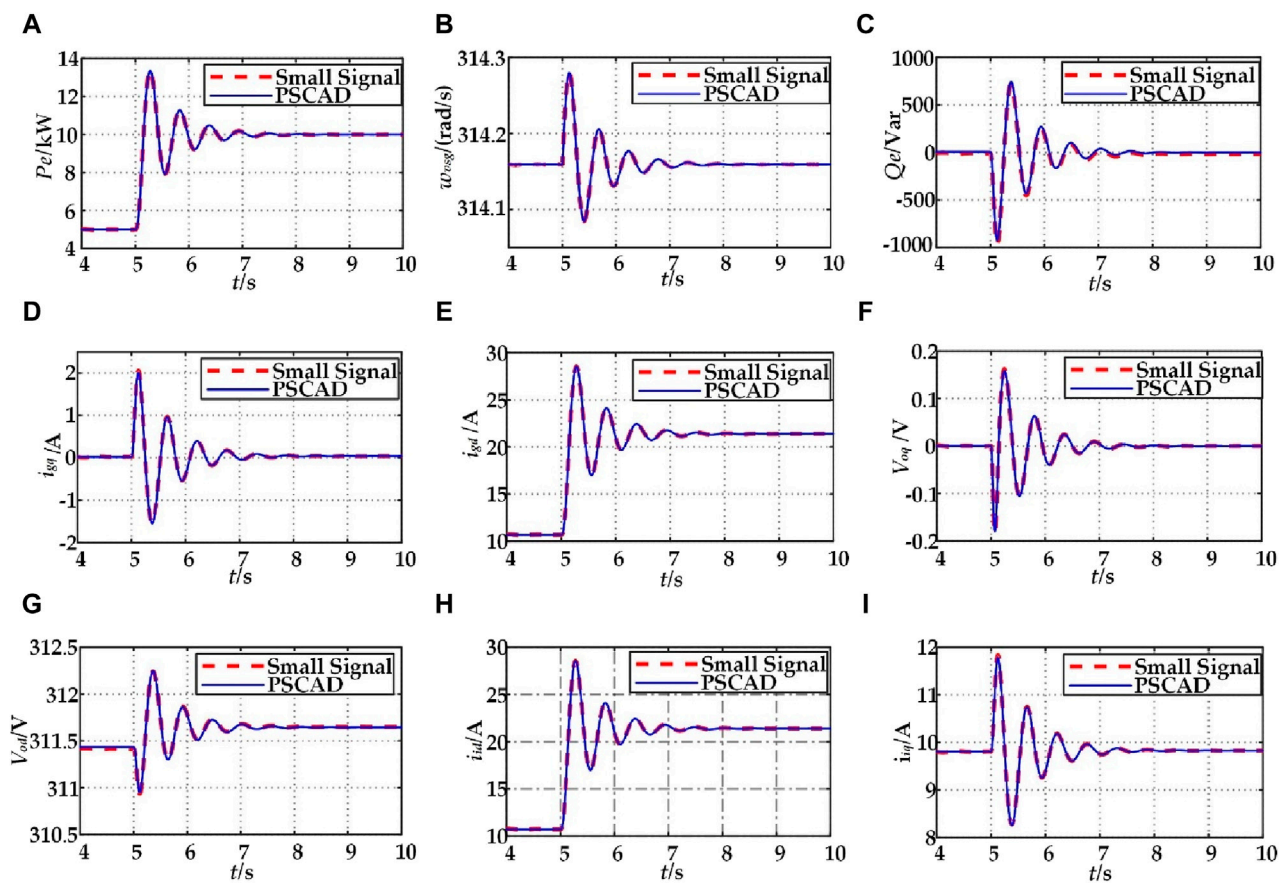 A
Pe/kW
14
12
10
8
6
4
Small Signal
PSCAD
4 5 6 7 8 9 10
t/s
B
wvsg/(rad/s)
314.3
314.2
314.1
Small Signal
PSCAD
4 5 6 7 8 9 10
t/s
C
Qe/Var
1000
500
0
-500
-1000
Small Signal
PSCAD
4 5 6 7 8 9 10
t/s
D
igq/A
2
1
0
-1
-2
Small Signal
PSCAD
4 5 6 7 8 9 10
t/s
E
igd/A
30
25
20
15
10
Small Signal
PSCAD
4 5 6 7 8 9 10
t/s
F
Voq/V
0.2
0.1
0
-0.1
-0.2
Small Signal
PSCAD
4 5 6 7 8 9 10
t/s
G
Vod/V
312.5
312
311.5
311
310.5
Small Signal
PSCAD
4 5 6 7 8 9 10
t/s
H
iid/A
30
25
20
15
10
Small Signal
PSCAD
4 5 6 7 8 9 10
t/s
I
iiq/A
12
11
10
9
8
Small Signal
PSCAD
4 5 6 7 8 9 10
t/s